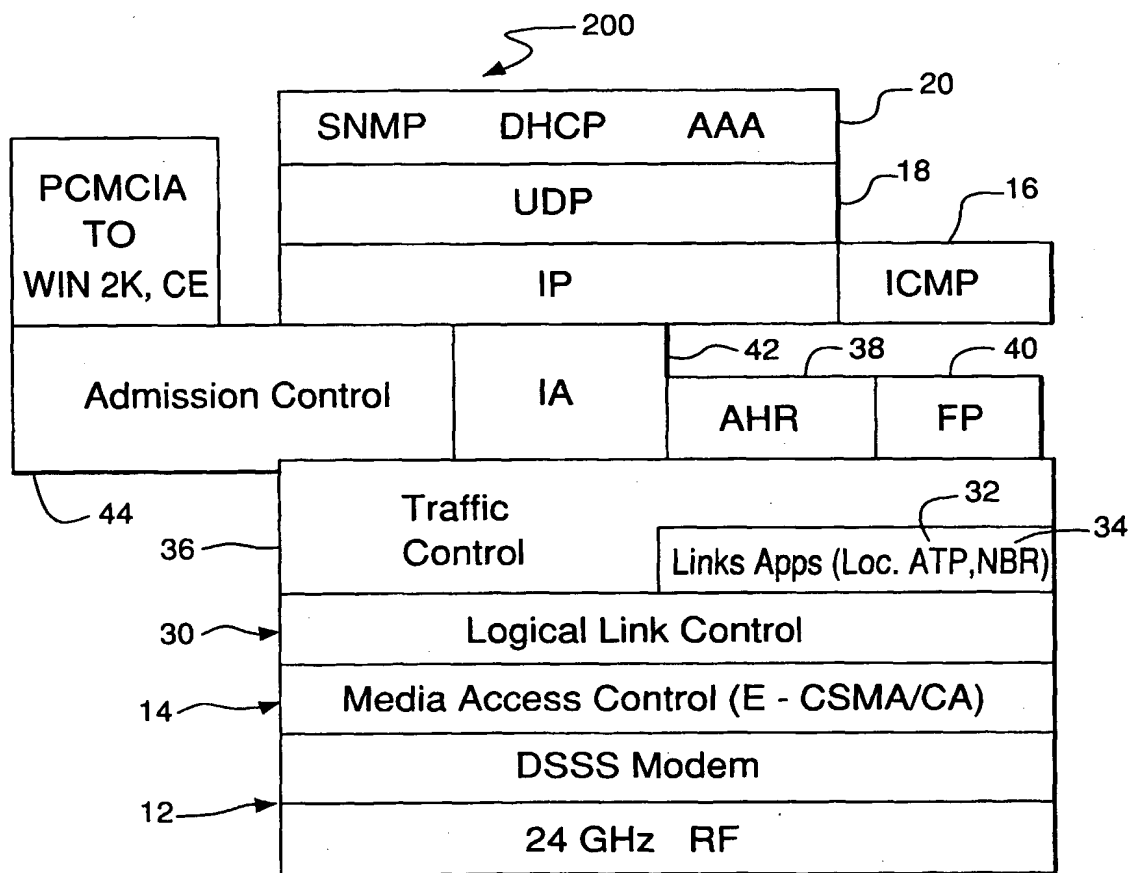 200
SNMP DHCP AAA
20
PCMCIA
TO
WIN 2K, CE
UDP
18
16
IP
ICMP
Admission Control
IA
42
38
40
AHR
FP
44
Traffic
Control
32
34
36
Links Apps (Loc. ATP,NBR)
30
Logical Link Control
14
Media Access Control (E - CSMA/CA)
DSSS Modem
12
24 GHz RF